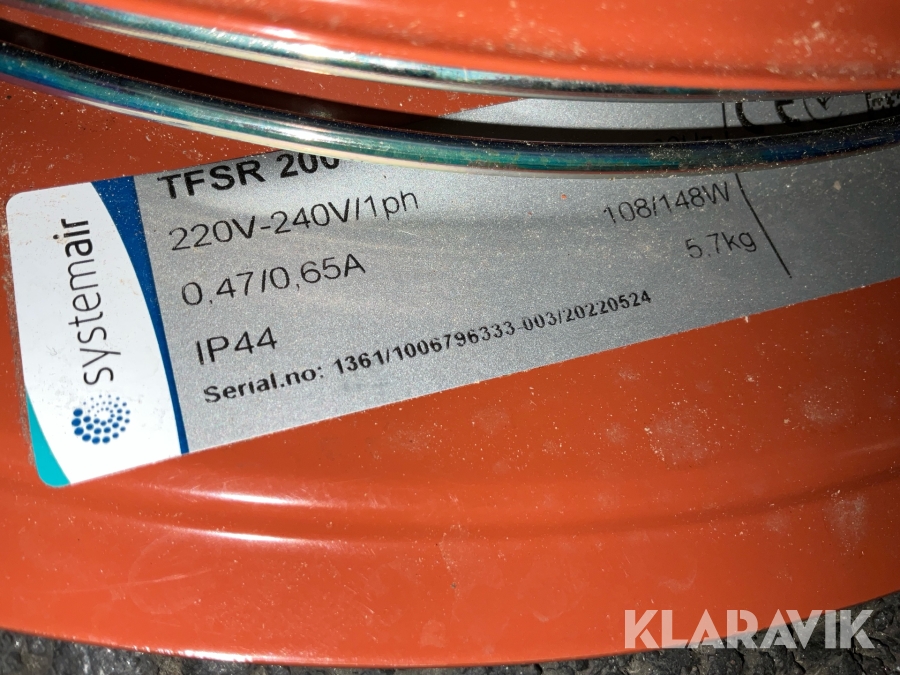 systemair
TFSR 200
220V-240V/1ph
108/148W
0,47/0,65A
5.7kg
IP44
Serial.no: 1361/1006796333-003/20220524
CE
KLARAVIK